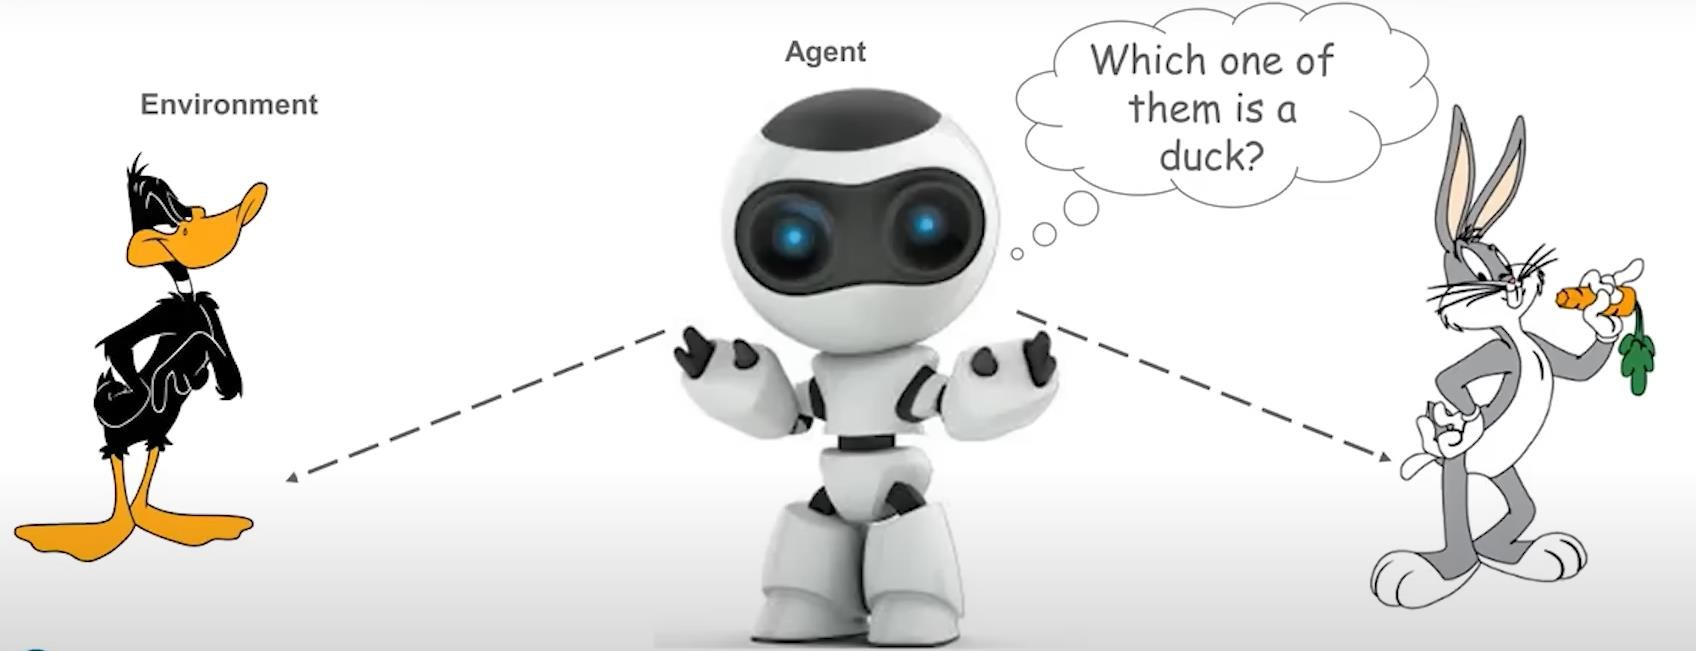 Environment
Agent
Which one of
them is a
duck?